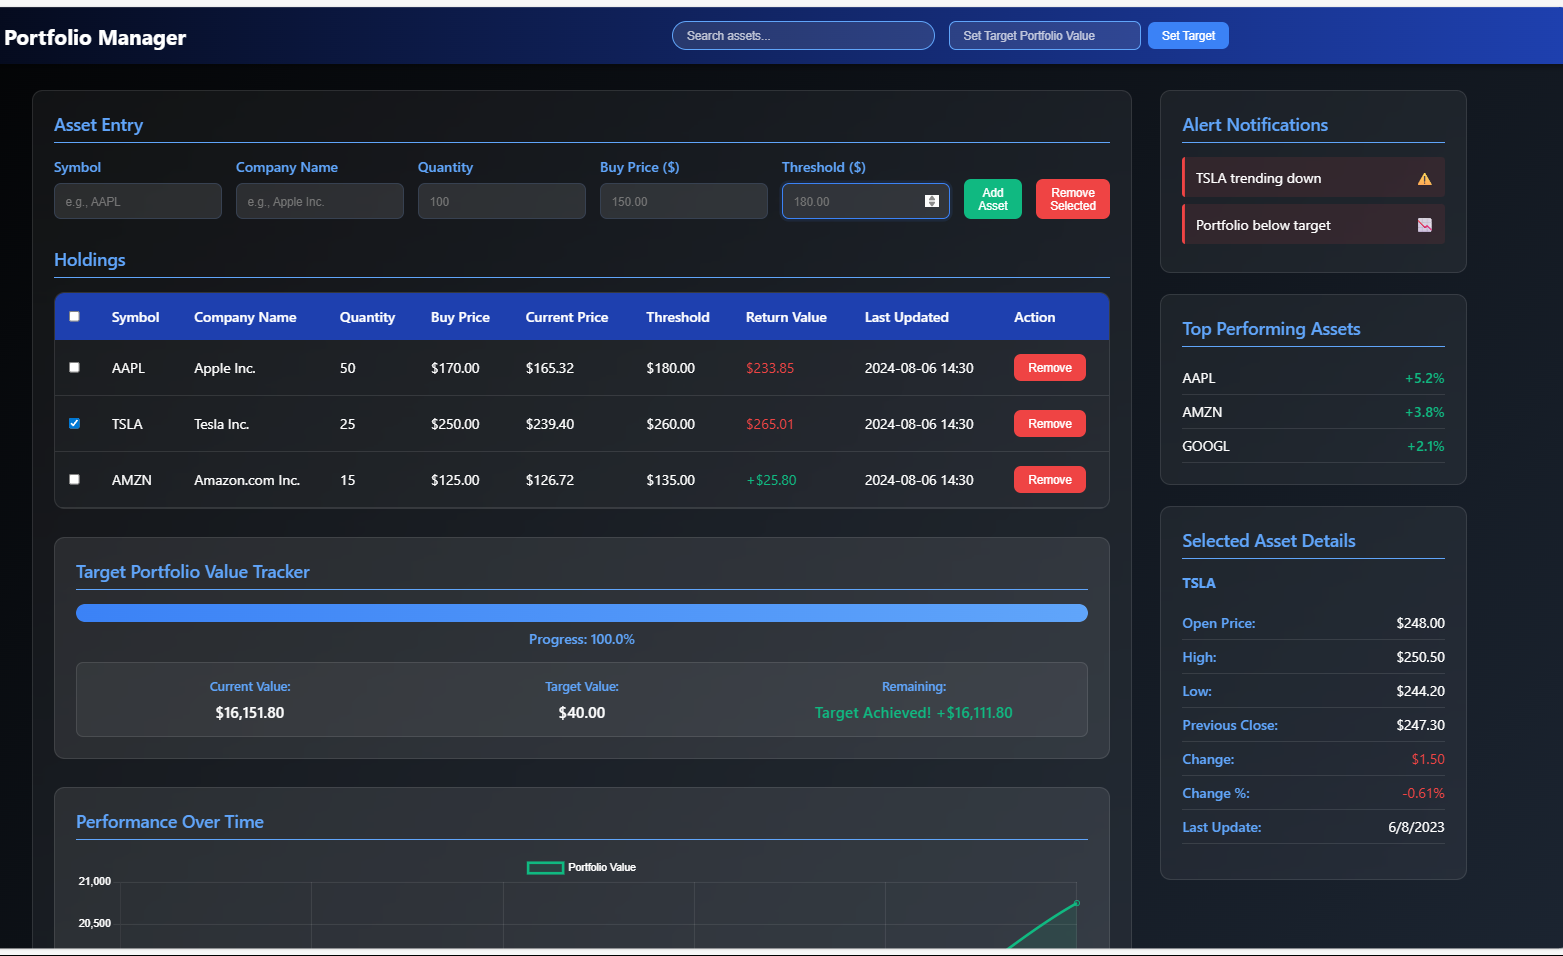 Portfolio Manager
Search assets...
Set Target Portfolio Value
Set Target
Asset Entry
Symbol Company Name Quantity Buy Price ($) Threshold ($)
e.g., AAPL e.g., Apple Inc. 100 150.00 180.00
Add Asset
Remove Selected
Holdings
Symbol Company Name Quantity Buy Price Current Price Threshold Return Value Last Updated Action
AAPL Apple Inc. 50 $170.00 $165.32 $180.00 $233.85 2024-08-06 14:30 Remove
TSLA Tesla Inc. 25 $250.00 $239.40 $260.00 $265.01 2024-08-06 14:30 Remove
AMZN Amazon.com Inc. 15 $125.00 $126.72 $135.00 +$25.80 2024-08-06 14:30 Remove
Target Portfolio Value Tracker
Progress: 100.0%
Current Value: Target Value: Remaining:
$16,151.80 $40.00 Target Achieved! +$16,111.80
Performance Over Time
Portfolio Value
21,000
20,500
Alert Notifications
TSLA trending down
Portfolio below target
Top Performing Assets
AAPL +5.2%
AMZN +3.8%
GOOGL +2.1%
Selected Asset Details
TSLA
Open Price: $248.00
High: $250.50
Low: $244.20
Previous Close: $247.30
Change: $1.50
Change %: -0.61%
Last Update: 6/8/2023